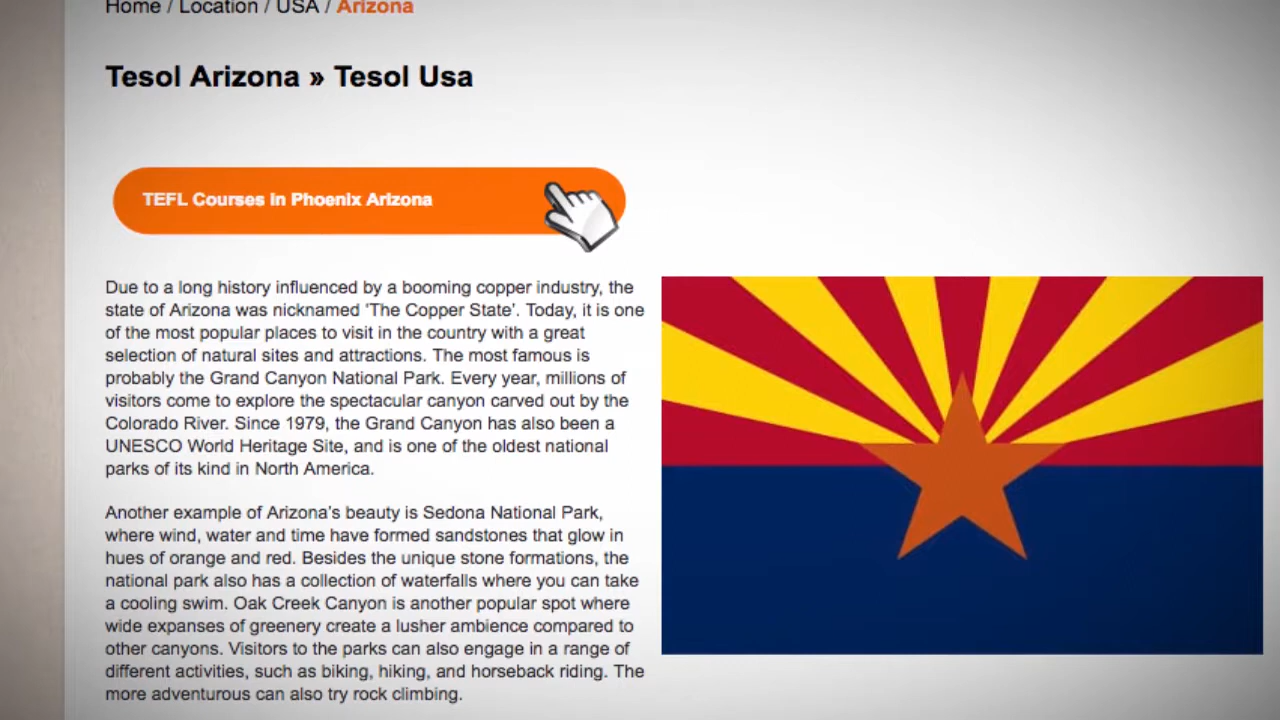 Home / Location / USA / Arizona
Tesol Arizona » Tesol Usa
TEFL Courses In Phoenix Arizona
Due to a long history influenced by a booming copper industry, the
state of Arizona was nicknamed ‘The Copper State’. Today, it is one
of the most popular places to visit in the country with a great
selection of natural sites and attractions. The most famous is
probably the Grand Canyon National Park. Every year, millions of
visitors come to explore the spectacular canyon carved out by the
Colorado River. Since 1979, the Grand Canyon has also been a
UNESCO World Heritage Site, and is one of the oldest national
parks of its kind in North America.
Another example of Arizona’s beauty is Sedona National Park,
where wind, water and time have formed sandstones that glow in
hues of orange and red. Besides the unique stone formations, the
national park also has a collection of waterfalls where you can take
a cooling swim. Oak Creek Canyon is another popular spot where
wide expanses of greenery create a lusher ambience compared to
other canyons. Visitors to the parks can also engage in a range of
different activities, such as biking, hiking, and horseback riding. The
more adventurous can also try rock climbing.